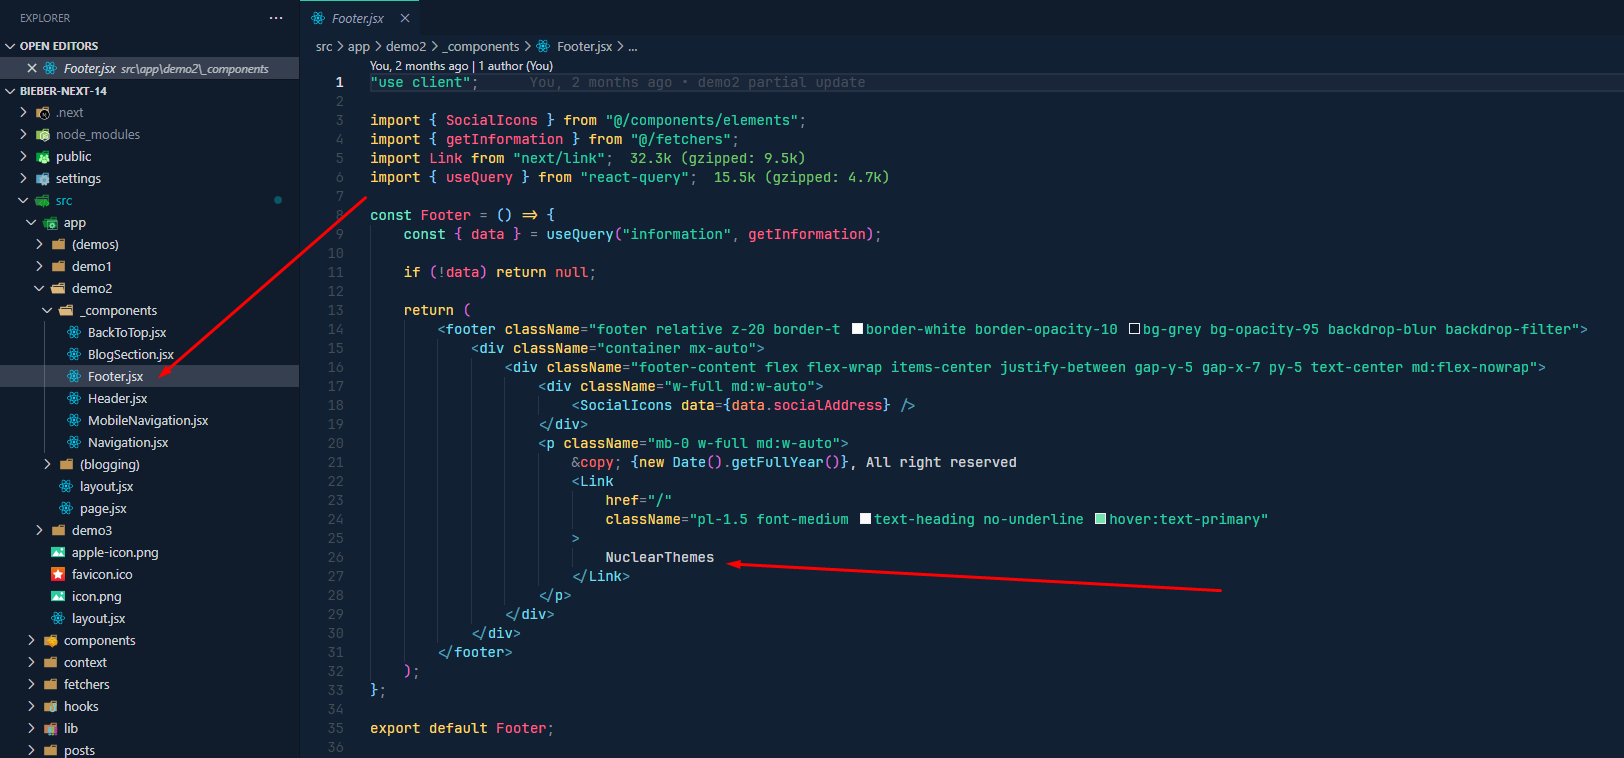 EXPLORER
OPEN EDITORS
Footer.jsx src\app\demo2\_components
BIEBER-NEXT-14
.next
node_modules
public
settings
src
app
(demos)
demo1
demo2
_components
BackToTop.jsx
BlogSection.jsx
Footer.jsx
Header.jsx
MobileNavigation.jsx
Navigation.jsx
(blogging)
layout.jsx
page.jsx
demo3
apple-icon.png
favicon.ico
icon.png
layout.jsx
components
context
fetchers
hooks
lib
posts
Footer.jsx
src > app > demo2 > _components > Footer.jsx > ...
You, 2 months ago | 1 author (You)
1 "use client"; You, 2 months ago • demo2 partial update
2
3 import { SocialIcons } from "@/components/elements";
4 import { getInformation } from "@/fetchers";
5 import Link from "next/link"; 32.3k (gzipped: 9.5k)
6 import { useQuery } from "react-query"; 15.5k (gzipped: 4.7k)
7
8 const Footer = () => {
9 const { data } = useQuery("information", getInformation);
10
11 if (!data) return null;
12
13 return (
14 <footer className="footer relative z-20 border-t border-white border-opacity-10 bg-grey bg-opacity-95 backdrop-blur backdrop-filter">
15 <div className="container mx-auto">
16 <div className="footer-content flex flex-wrap items-center justify-between gap-y-5 gap-x-7 py-5 text-center md:flex-nowrap">
17 <div className="w-full md:w-auto">
18 <SocialIcons data={data.socialAddress} />
19 </div>
20 <p className="mb-0 w-full md:w-auto">
21 &copy; {new Date().getFullYear()}, All right reserved
22 <Link
23 href="/"
24 className="pl-1.5 font-medium text-heading no-underline hover:text-primary"
25 >
26 NuclearThemes
27 </Link>
28 </p>
29 </div>
30 </div>
31 </footer>
32 );
33 };
34
35 export default Footer;
36